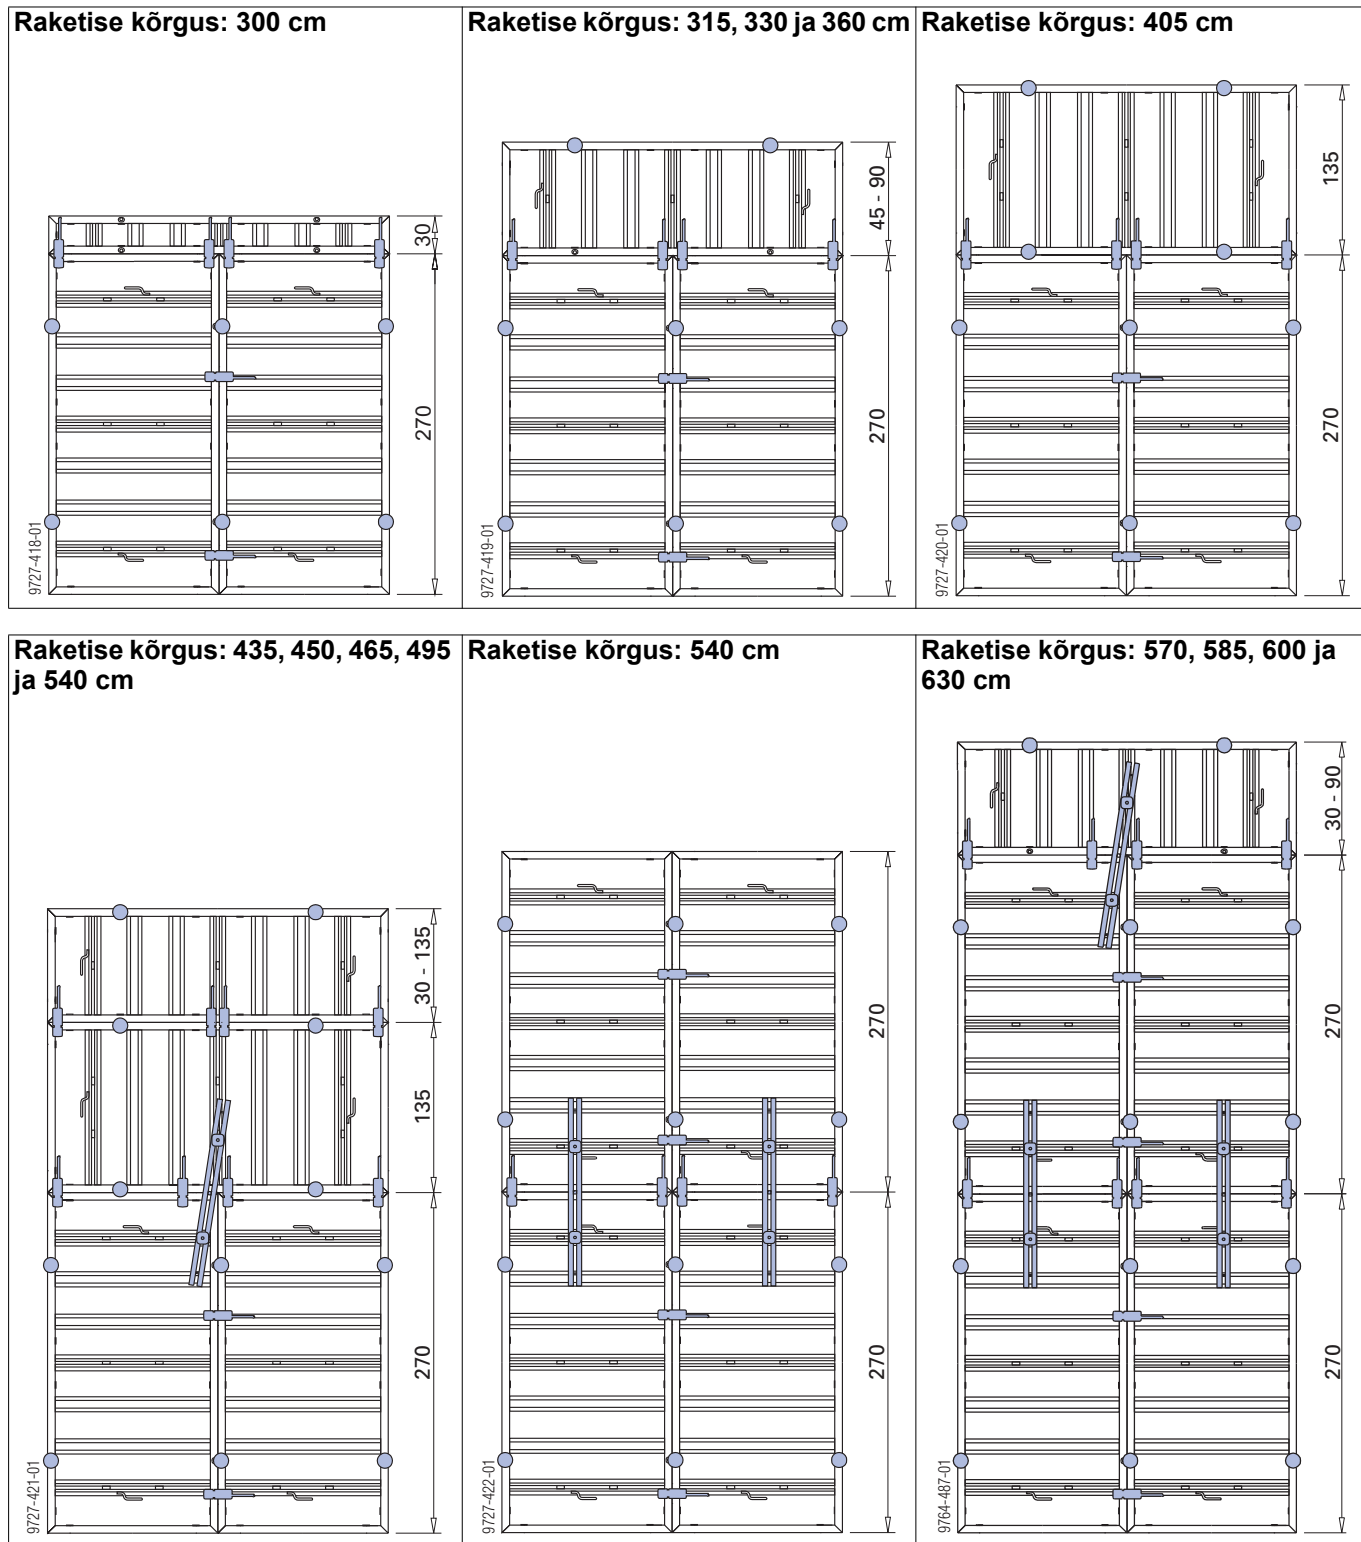 Raketise kõrgus: 300 cm
30
270
9727-418-01
Raketise kõrgus: 315, 330 ja 360 cm
45 - 90
270
9727-419-01
Raketise kõrgus: 405 cm
135
270
9727-420-01
Raketise kõrgus: 435, 450, 465, 495
ja 540 cm
30 - 135
135
270
9727-421-01
Raketise kõrgus: 540 cm
270
270
9727-422-01
Raketise kõrgus: 570, 585, 600 ja
630 cm
30 - 90
270
270
9764-487-01